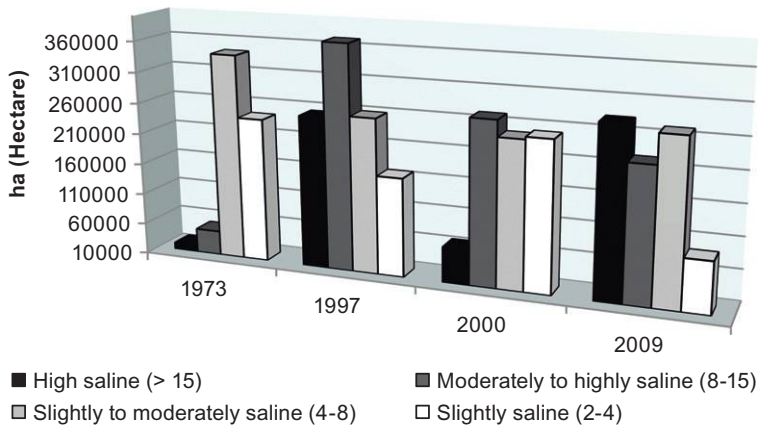 360000
310000
260000
210000
160000
110000
60000
10000
ha (Hectare)
1973
1997
2000
2009
High saline (> 15)
Moderately to highly saline (8-15)
Slightly to moderately saline (4-8)
Slightly saline (2-4)